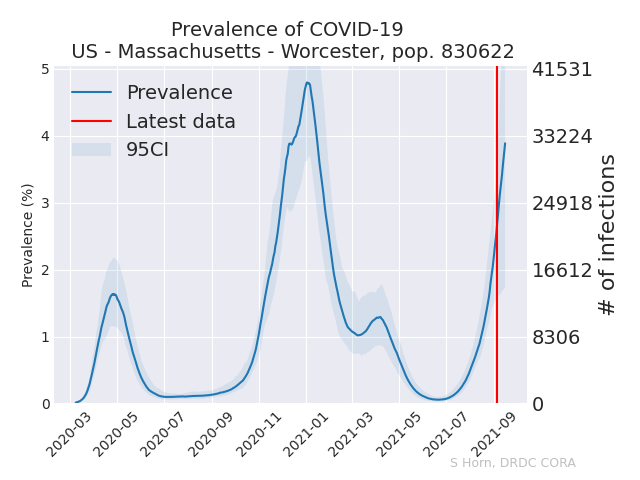 Prevalence of COVID-19
US - Massachusetts - Worcester, pop. 830622
Prevalence
Latest data
95CI
Prevalence (%)
5
4
3
2
1
0
41531
33224
24918
16612
8306
0
# of infections
2020-03
2020-05
2020-07
2020-09
2020-11
2021-01
2021-03
2021-05
2021-07
2021-09
S Horn, DRDC CORA